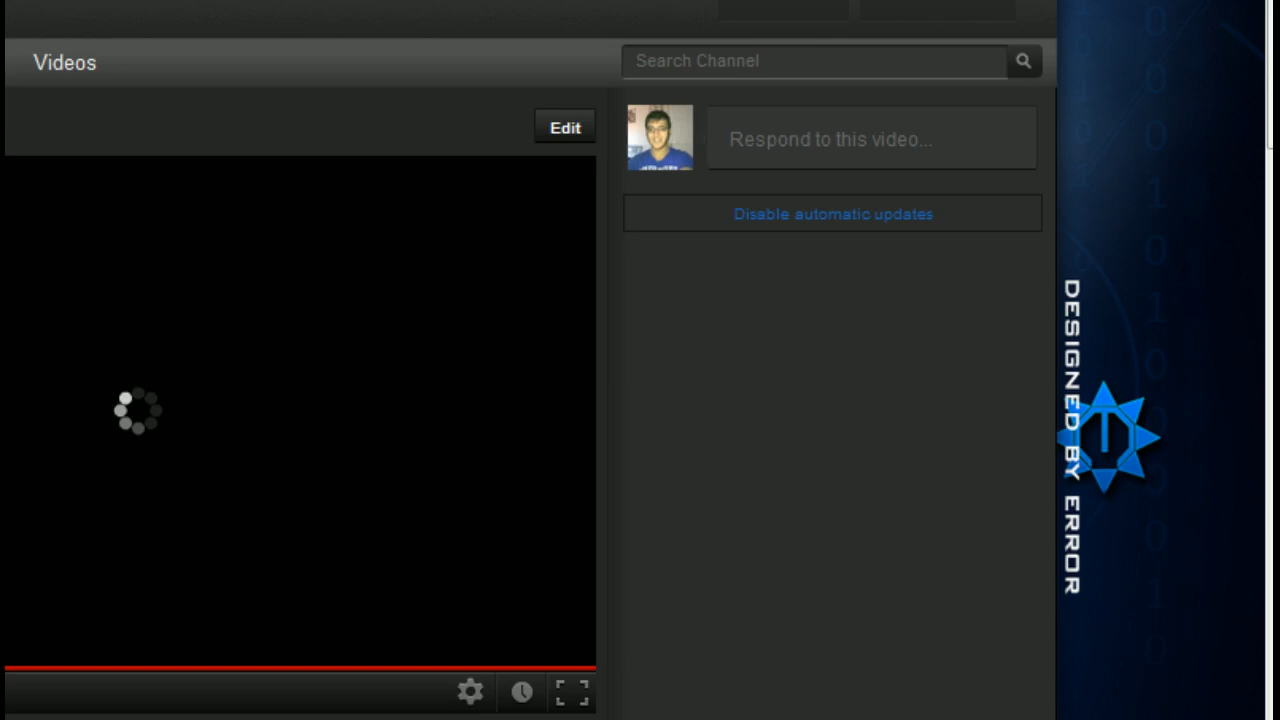 Videos
Search Channel
Edit
Respond to this video...
Disable automatic updates
DESIGNED BY ERROR